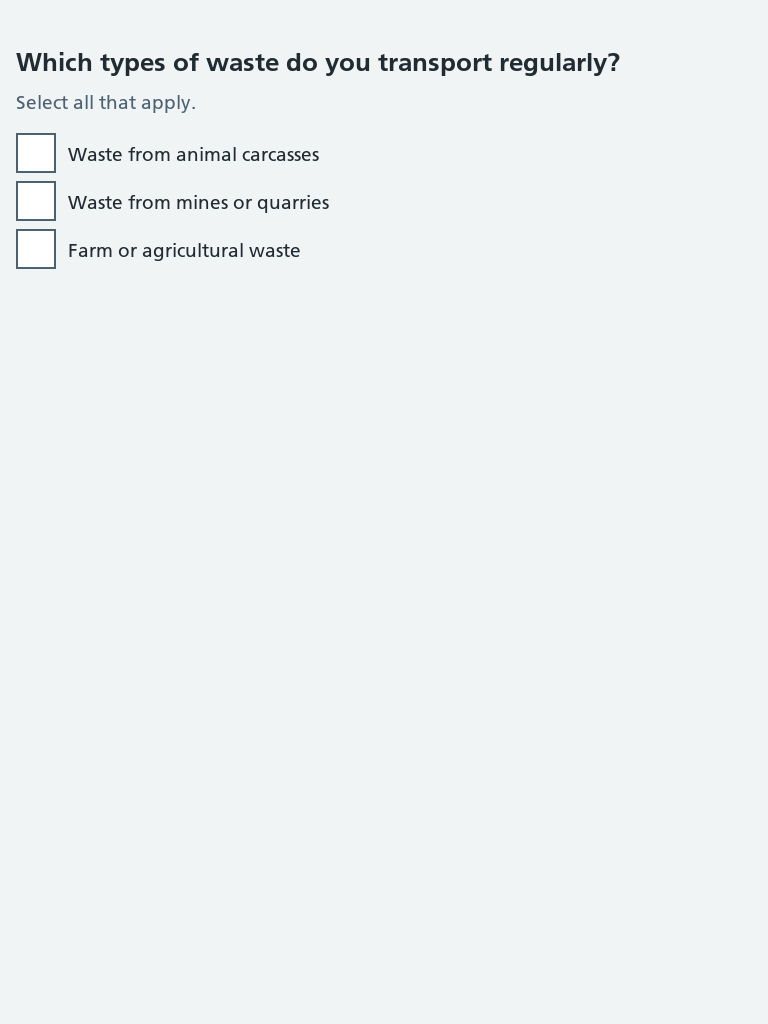 Which types of waste do you transport regularly?
Select all that apply.
Waste from animal carcasses
Waste from mines or quarries
Farm or agricultural waste